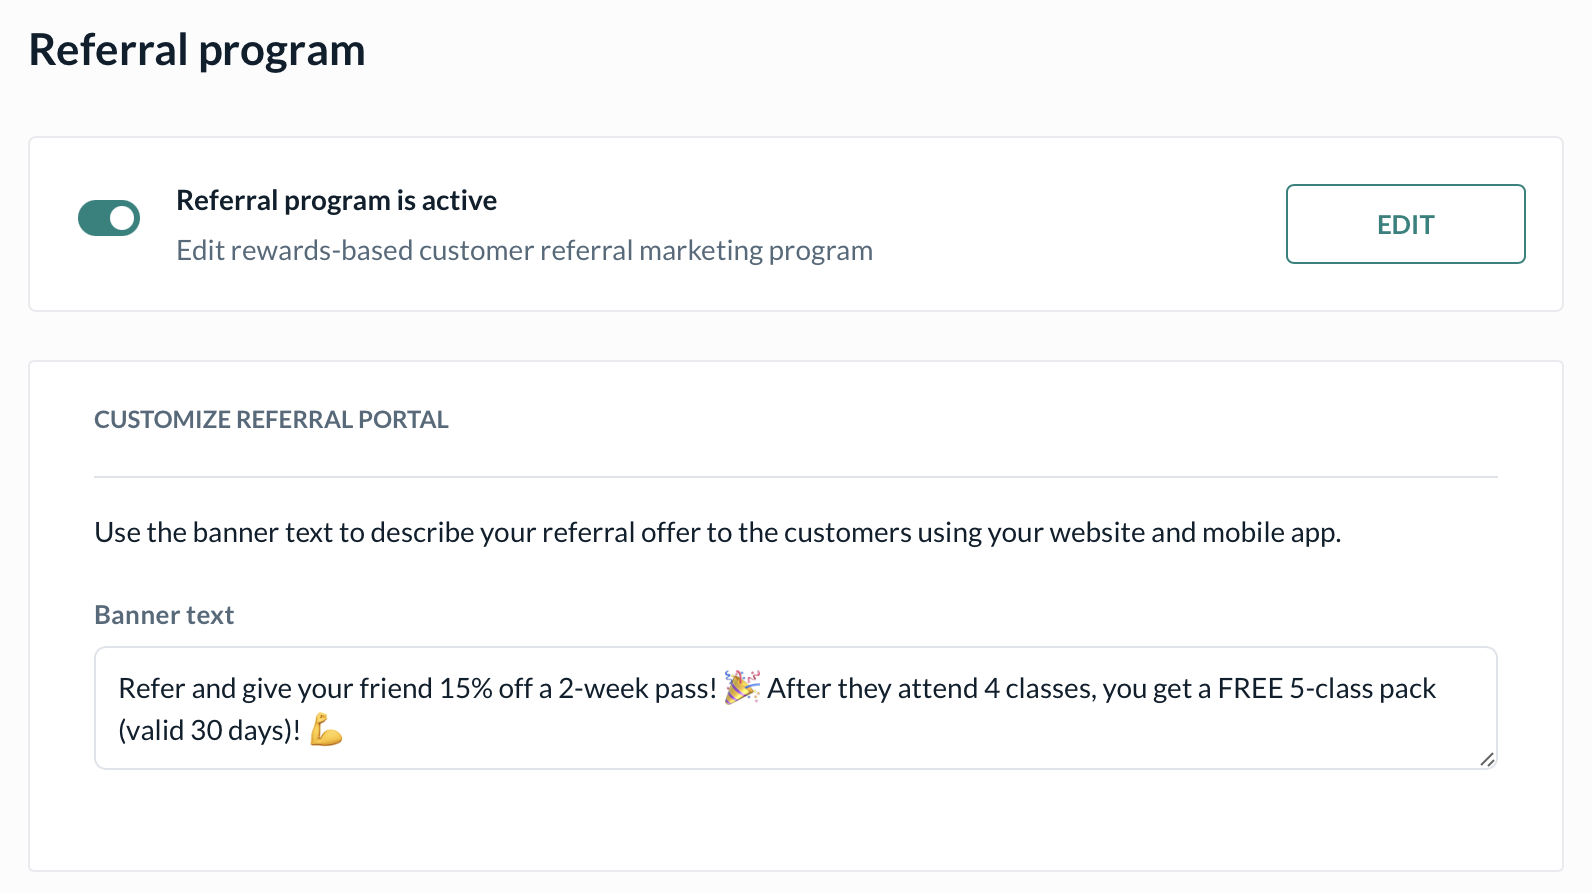 Referral program
Referral program is active
Edit rewards-based customer referral marketing program
EDIT
CUSTOMIZE REFERRAL PORTAL
Use the banner text to describe your referral offer to the customers using your website and mobile app.
Banner text
Refer and give your friend 15% off a 2-week pass! 🎉 After they attend 4 classes, you get a FREE 5-class pack
(valid 30 days)! 💪